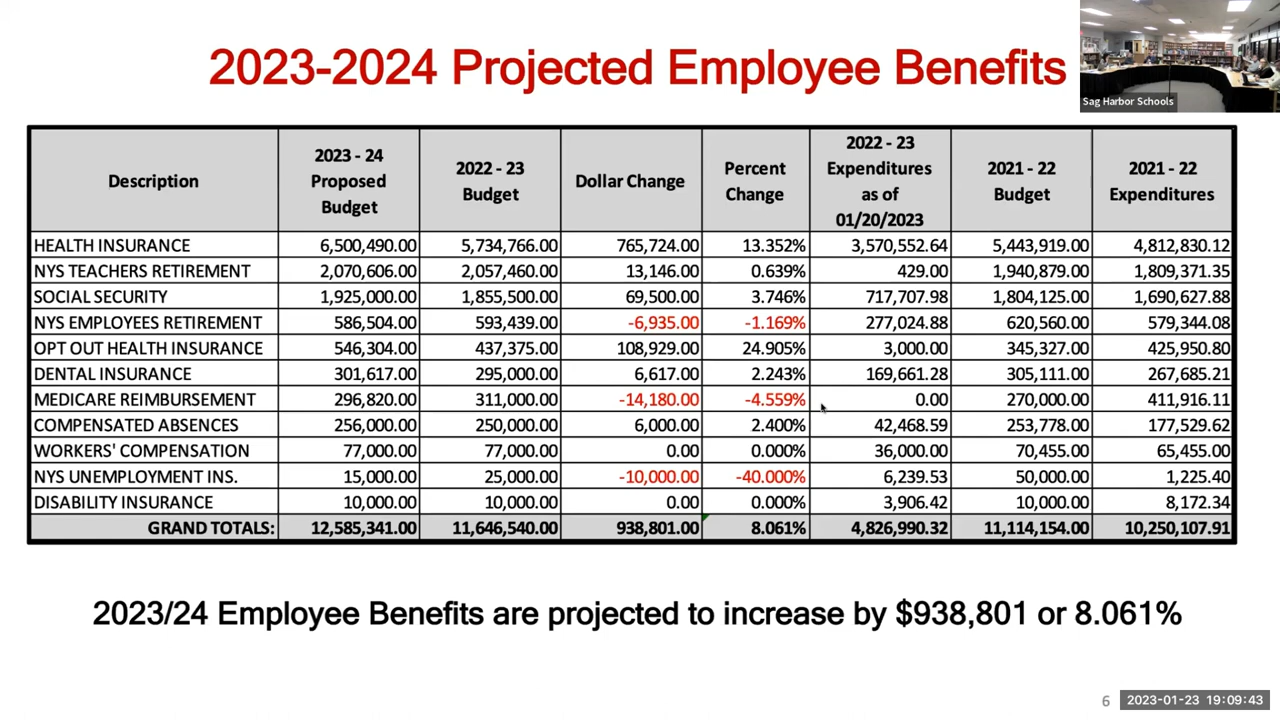 2023-2024 Projected Employee Benefits
Sag Harbor Schools
Description 2023 - 24 Proposed Budget 2022 - 23 Budget Dollar Change Percent Change 2022 - 23 Expenditures as of 01/20/2023 2021 - 22 Budget 2021 - 22 Expenditures
HEALTH INSURANCE 6,500,490.00 5,734,766.00 765,724.00 13.352% 3,570,552.64 5,443,919.00 4,812,830.12
NYS TEACHERS RETIREMENT 2,070,606.00 2,057,460.00 13,146.00 0.639% 429.00 1,940,879.00 1,809,371.35
SOCIAL SECURITY 1,925,000.00 1,855,500.00 69,500.00 3.746% 717,707.98 1,804,125.00 1,690,627.88
NYS EMPLOYEES RETIREMENT 586,504.00 593,439.00 -6,935.00 -1.169% 277,024.88 620,560.00 579,344.08
OPT OUT HEALTH INSURANCE 546,304.00 437,375.00 108,929.00 24.905% 3,000.00 345,327.00 425,950.80
DENTAL INSURANCE 301,617.00 295,000.00 6,617.00 2.243% 169,661.28 305,111.00 267,685.21
MEDICARE REIMBURSEMENT 296,820.00 311,000.00 -14,180.00 -4.559% 0.00 270,000.00 411,916.11
COMPENSATED ABSENCES 256,000.00 250,000.00 6,000.00 2.400% 42,468.59 253,778.00 177,529.62
WORKERS' COMPENSATION 77,000.00 77,000.00 0.00 0.000% 36,000.00 70,455.00 65,455.00
NYS UNEMPLOYMENT INS. 15,000.00 25,000.00 -10,000.00 -40.000% 6,239.53 50,000.00 1,225.40
DISABILITY INSURANCE 10,000.00 10,000.00 0.00 0.000% 3,906.42 10,000.00 8,172.34
GRAND TOTALS: 12,585,341.00 11,646,540.00 938,801.00 8.061% 4,826,990.32 11,114,154.00 10,250,107.91
2023/24 Employee Benefits are projected to increase by $938,801 or 8.061%
6 2023-01-23 19:09:43